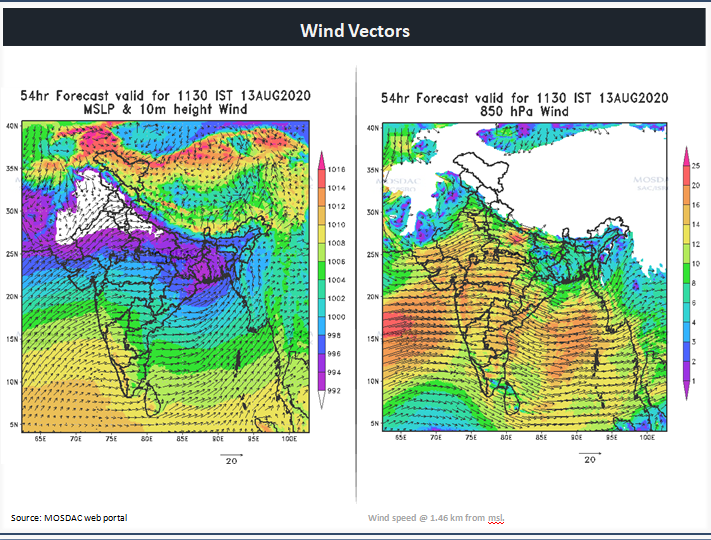 Wind Vectors
54hr Forecast valid for 1130 IST 13AUG2020
MSLP & 10m height Wind
40N
35N
30N
25N
20N
15N
10N
5N
65E 70E 75E 80E 85E 90E 95E 100E
20
1016
1014
1012
1010
1008
1006
1004
1002
1000
998
996
994
992
54hr Forecast valid for 1130 IST 13AUG2020
850 hPa Wind
40N
35N
30N
25N
20N
15N
10N
5N
65E 70E 75E 80E 85E 90E 95E 100E
20
25
20
16
14
12
10
8
6
4
3
2
1
Source: MOSDAC web portal
Wind speed @ 1.46 km from msl.